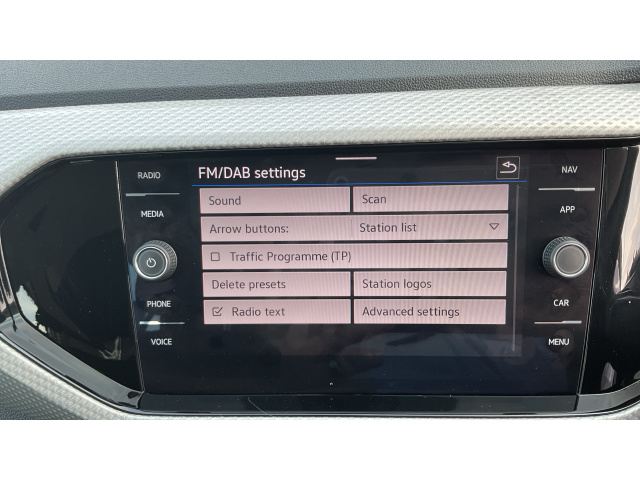 RADIO
MEDIA
PHONE
VOICE
FM/DAB settings
Sound
Scan
Arrow buttons: Station list
Traffic Programme (TP)
Delete presets
Station logos
Radio text
Advanced settings
NAV
APP
CAR
MENU